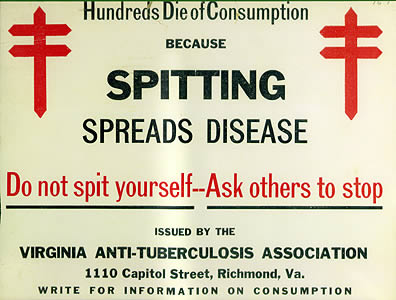 Hundreds Die of Consumption
BECAUSE
SPITTING
SPREADS DISEASE
Do not spit yourself--Ask others to stop
ISSUED BY THE
VIRGINIA ANTI-TUBERCULOSIS ASSOCIATION
1110 Capitol Street, Richmond, Va.
WRITE FOR INFORMATION ON CONSUMPTION